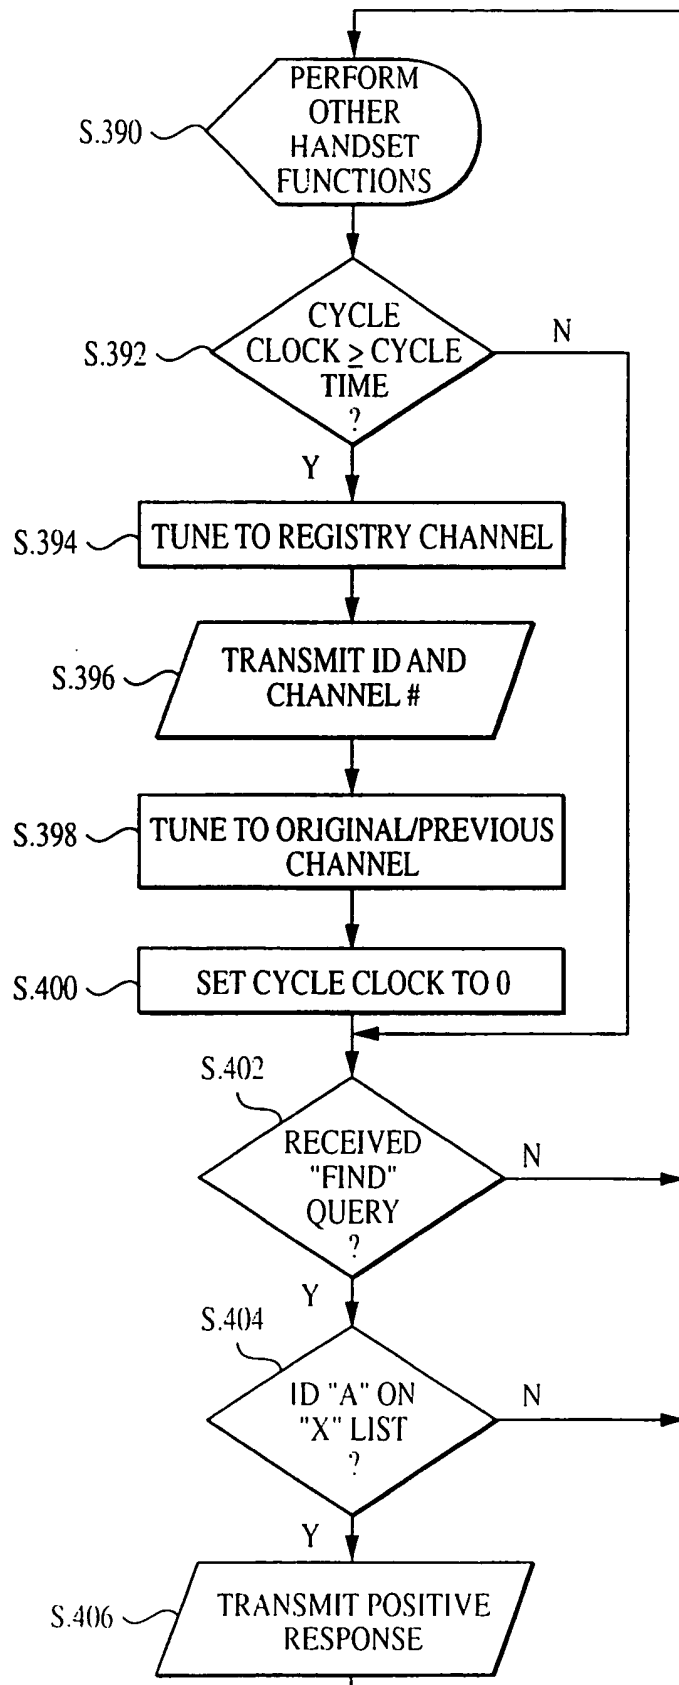 PERFORM
OTHER
HANDSET
FUNCTIONS
S.390
CYCLE
CLOCK ≥ CYCLE
TIME
?
S.392
N
Y
TUNE TO REGISTRY CHANNEL
S.394
TRANSMIT ID AND
CHANNEL #
S.396
TUNE TO ORIGINAL/PREVIOUS
CHANNEL
S.398
SET CYCLE CLOCK TO 0
S.400
S.402
RECEIVED
"FIND"
QUERY
?
N
Y
S.404
ID "A" ON
"X" LIST
?
N
Y
TRANSMIT POSITIVE
RESPONSE
S.406